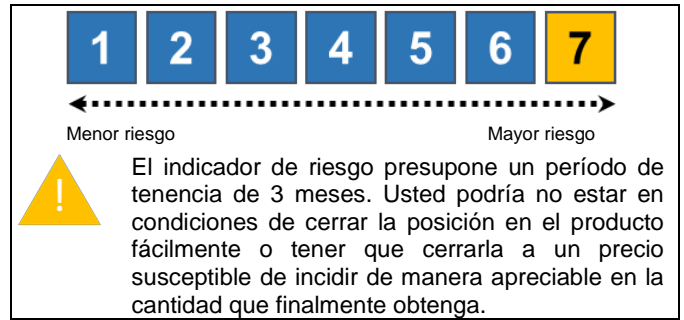 1 2 3 4 5 6 7
Menor riesgo Mayor riesgo
!
El indicador de riesgo presupone un período de
tenencia de 3 meses. Usted podría no estar en
condiciones de cerrar la posición en el producto
fácilmente o tener que cerrarla a un precio
susceptible de incidir de manera apreciable en la
cantidad que finalmente obtenga.